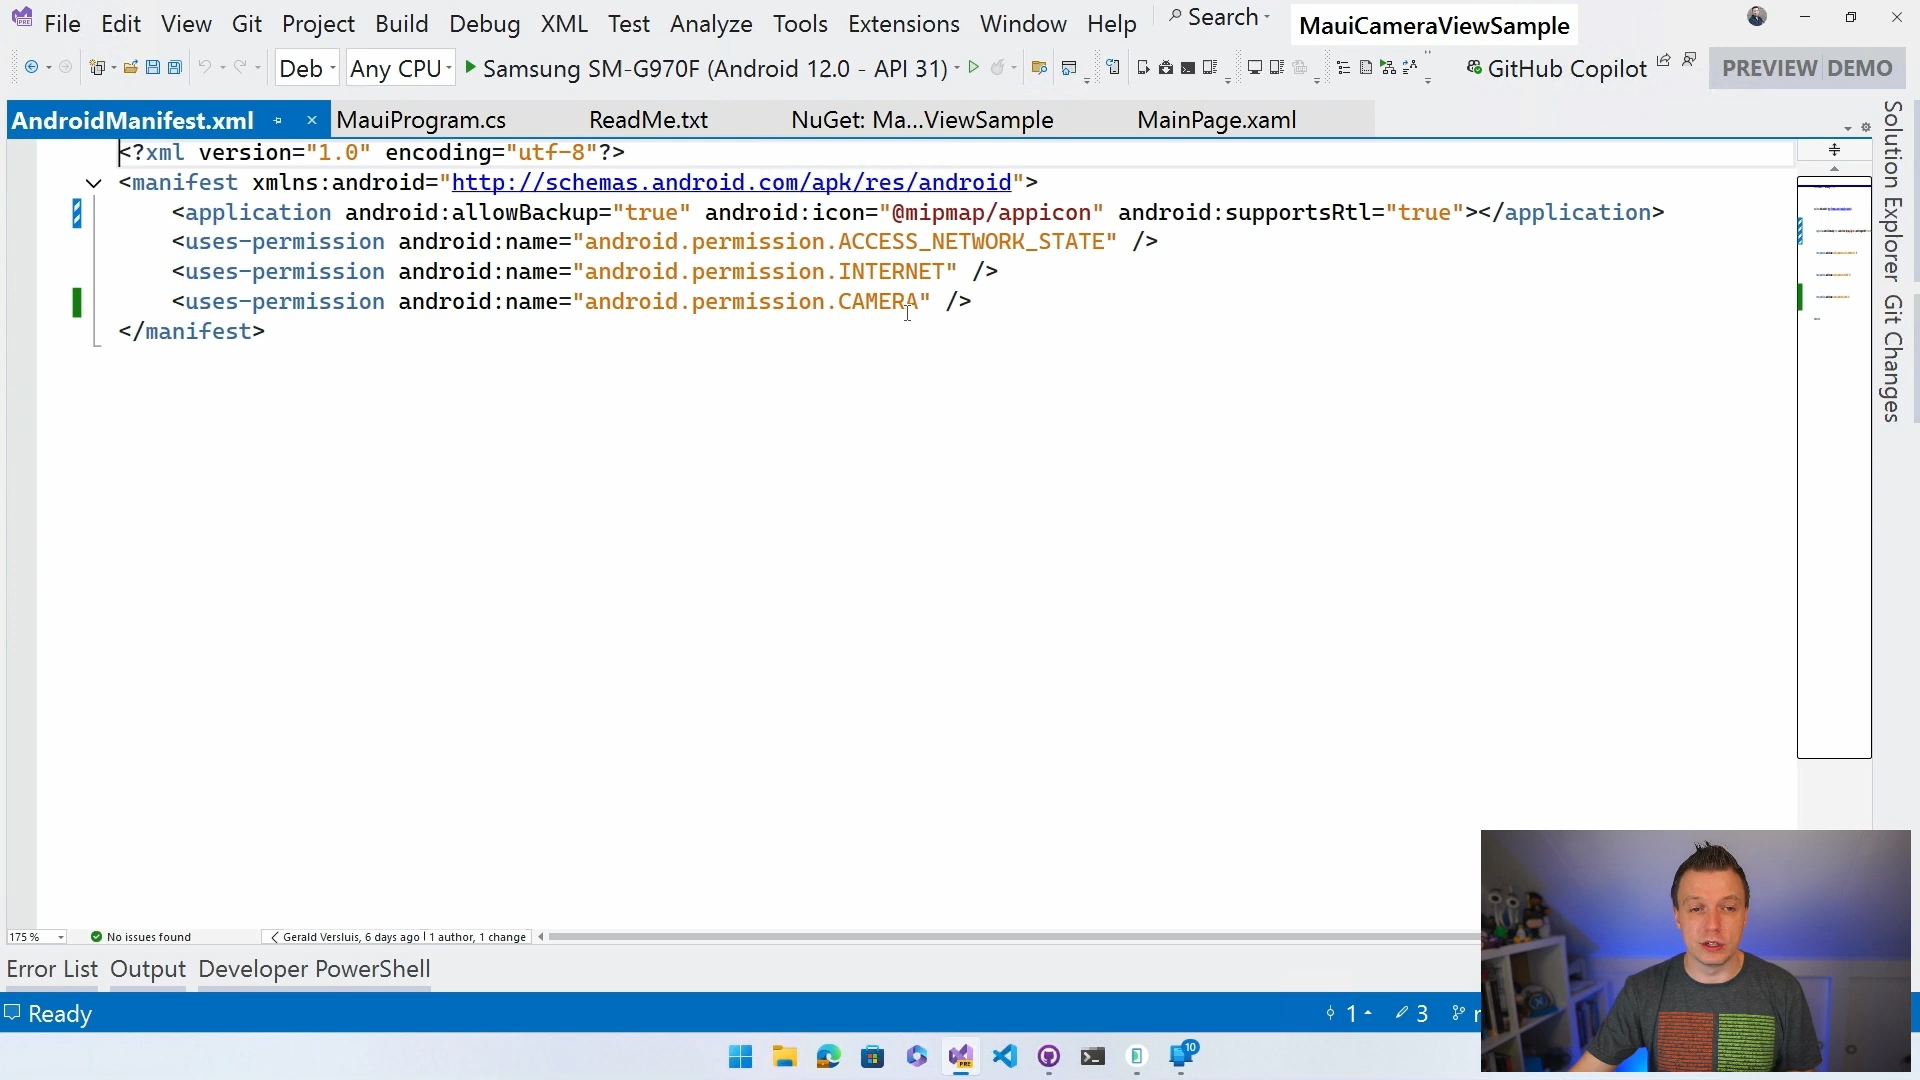 File Edit View Git Project Build Debug XML Test Analyze Tools Extensions Window Help Search MauiCameraViewSample
Deb Any CPU Samsung SM-G970F (Android 12.0 - API 31) GitHub Copilot PREVIEW DEMO
AndroidManifest.xml MauiProgram.cs ReadMe.txt NuGet: Ma...ViewSample MainPage.xaml
<?xml version="1.0" encoding="utf-8"?>
<manifest xmlns:android="http://schemas.android.com/apk/res/android">
<application android:allowBackup="true" android:icon="@mipmap/appicon" android:supportsRtl="true"></application>
<uses-permission android:name="android.permission.ACCESS_NETWORK_STATE" />
<uses-permission android:name="android.permission.INTERNET" />
<uses-permission android:name="android.permission.CAMERA" />
</manifest>
Solution Explorer
Git Changes
175 % No issues found Gerald Versluis, 6 days ago | 1 author, 1 change
Error List Output Developer PowerShell
Ready 1 3
PRE
10